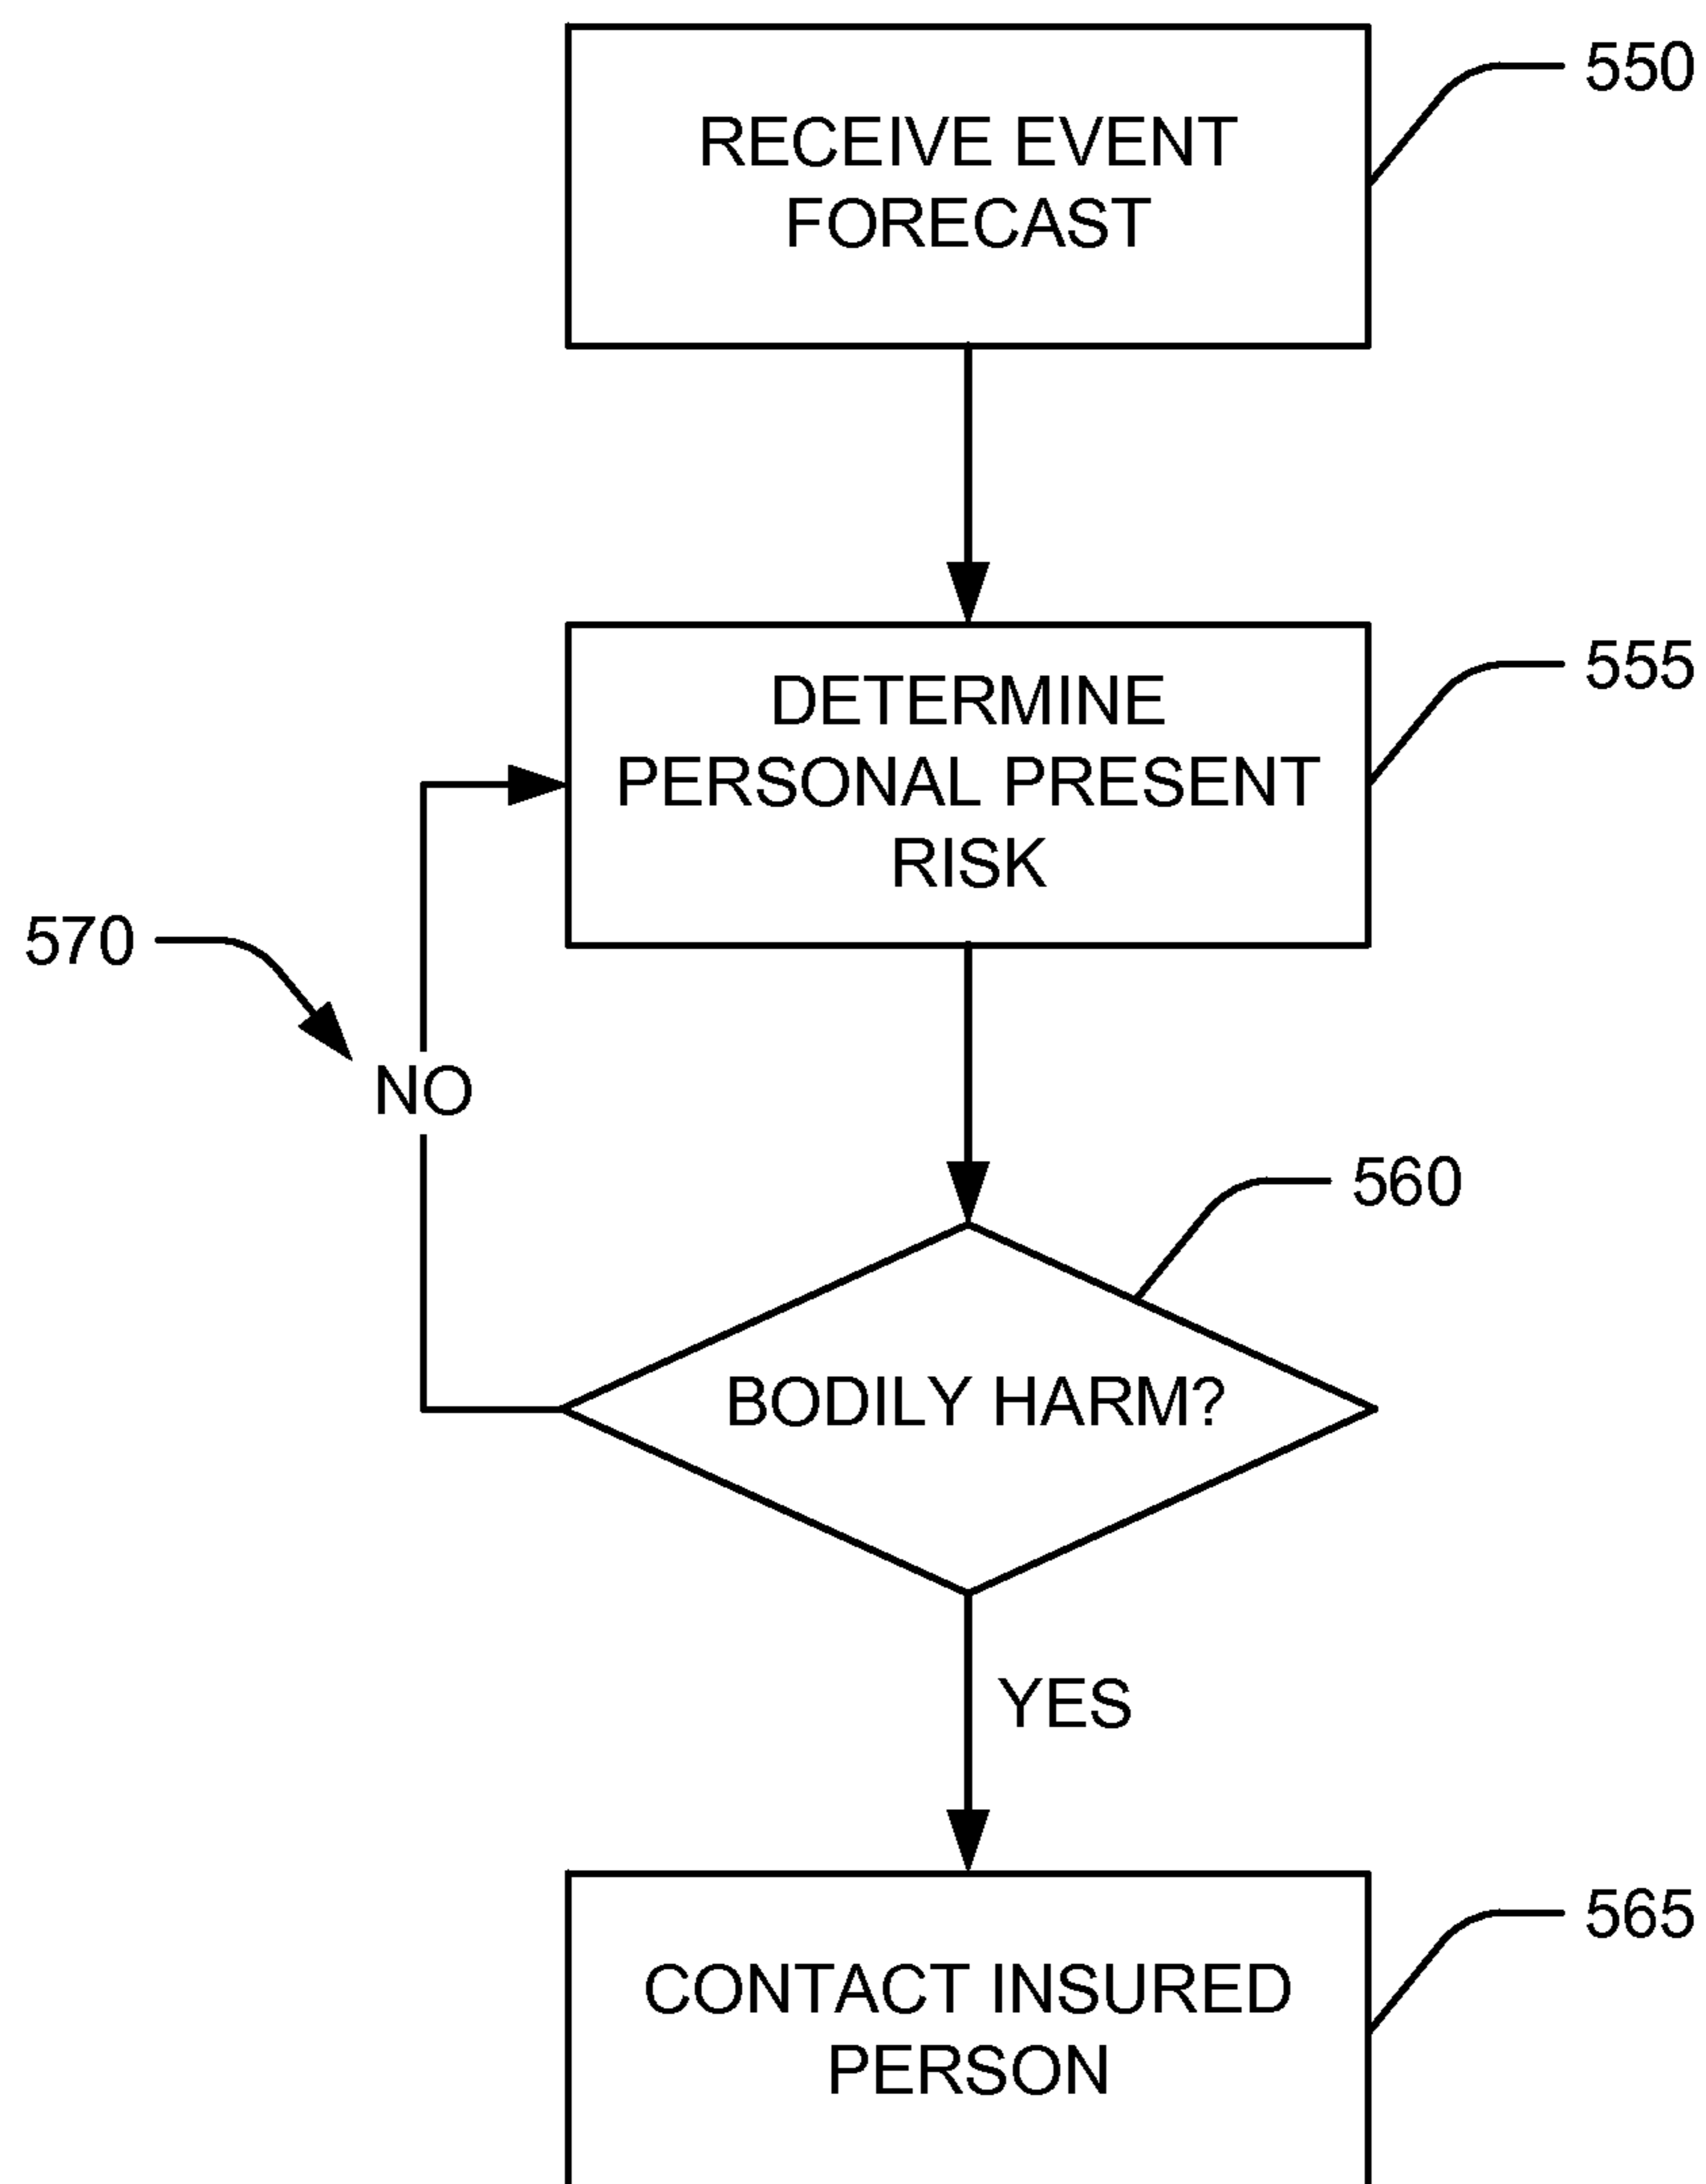 550
RECEIVE EVENT
FORECAST
555
DETERMINE
PERSONAL PRESENT
RISK
570
NO
560
BODILY HARM?
YES
565
CONTACT INSURED
PERSON